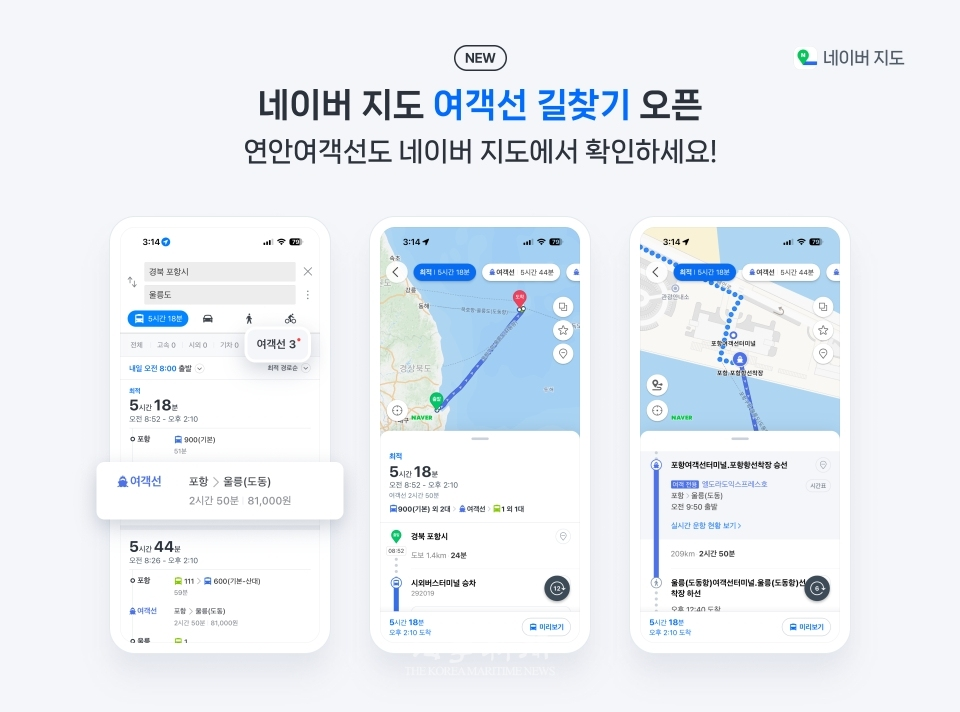 NEW
네이버 지도
네이버 지도 여객선 길찾기 오픈
연안여객선도 네이버 지도에서 확인하세요!
3:14
79
경북 포항시
울릉도
5시간 18분
전체 고속 0 시외 0 기차 0
여객선 3
내일 오전 8:00 출발
최적 경로순
최적
5시간 18분
오전 8:52 - 오후 2:10
포항
900(기본)
51분
여객선
포항 > 울릉(도동)
2시간 50분 | 81,000원
5시간 44분
오전 8:26 - 오후 2:10
포항
111 > 600(기본-산대)
59분
여객선
포항 > 울릉(도동)
2시간 50분 | 81,000원
울릉
1
3:14
79
속초
최적 | 5시간 18분
여객선 5시간 44분
강릉
동해
도착
경상북도
출발
NAVER
최적
5시간 18분
오전 8:52 - 오후 2:10
여객선 2시간 50분
900(기본) 외 2대 > 여객선 > 1 외 1대
경북 포항시
08:52
도보 1.4km 24분
시외버스터미널 승차
292019
12
5시간 18분
오후 2:10 도착
미리보기
3:14
79
최적 | 5시간 18분
여객선 5시간 44분
관광안내소
포항여객선터미널
포항.포항항선착장
NAVER
포항여객선터미널.포항항선착장 승선
여객 전용 엘도라도익스프레스호
시간표
포항 > 울릉(도동)
오전 9:50 출발
실시간 운항 현황 보기 >
209km 2시간 50분
울릉(도동항)여객선터미널.울릉(도동항)선
착장 하선
오후 12:40 도착
6
5시간 18분
오후 2:10 도착
미리보기
THE KOREA MARITIME NEWS